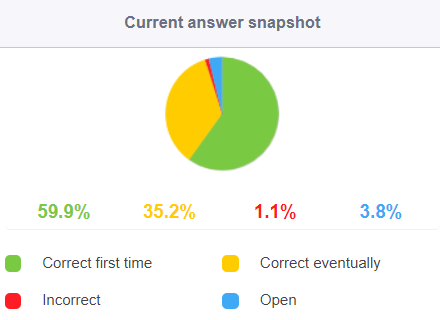 Current answer snapshot
59.9% 35.2% 1.1% 3.8%
Correct first time Correct eventually
Incorrect Open